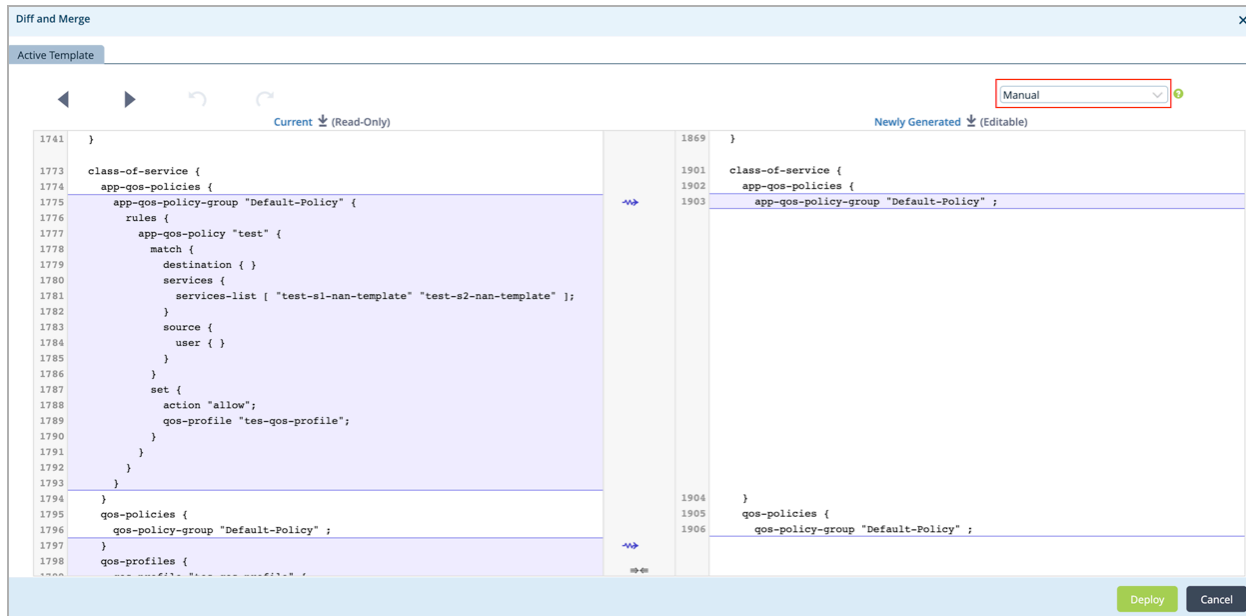 Diff and Merge
Active Template
Manual
Current (Read-Only)
Newly Generated (Editable)
1741 }
1773 class-of-service {
1774 app-qos-policies {
1775 app-qos-policy-group "Default-Policy" {
1776 rules {
1777 app-qos-policy "test" {
1778 match {
1779 destination { }
1780 services {
1781 services-list [ "test-s1-nan-template" "test-s2-nan-template" ];
1782 }
1783 source {
1784 user { }
1785 }
1786 }
1787 set {
1788 action "allow";
1789 qos-profile "tes-qos-profile";
1790 }
1791 }
1792 }
1793 }
1794 }
1795 qos-policies {
1796 qos-policy-group "Default-Policy" ;
1797 }
1798 qos-profiles {
1869 }
1901 class-of-service {
1902 app-qos-policies {
1903 app-qos-policy-group "Default-Policy" ;
1904 }
1905 qos-policies {
1906 qos-policy-group "Default-Policy" ;
Deploy
Cancel